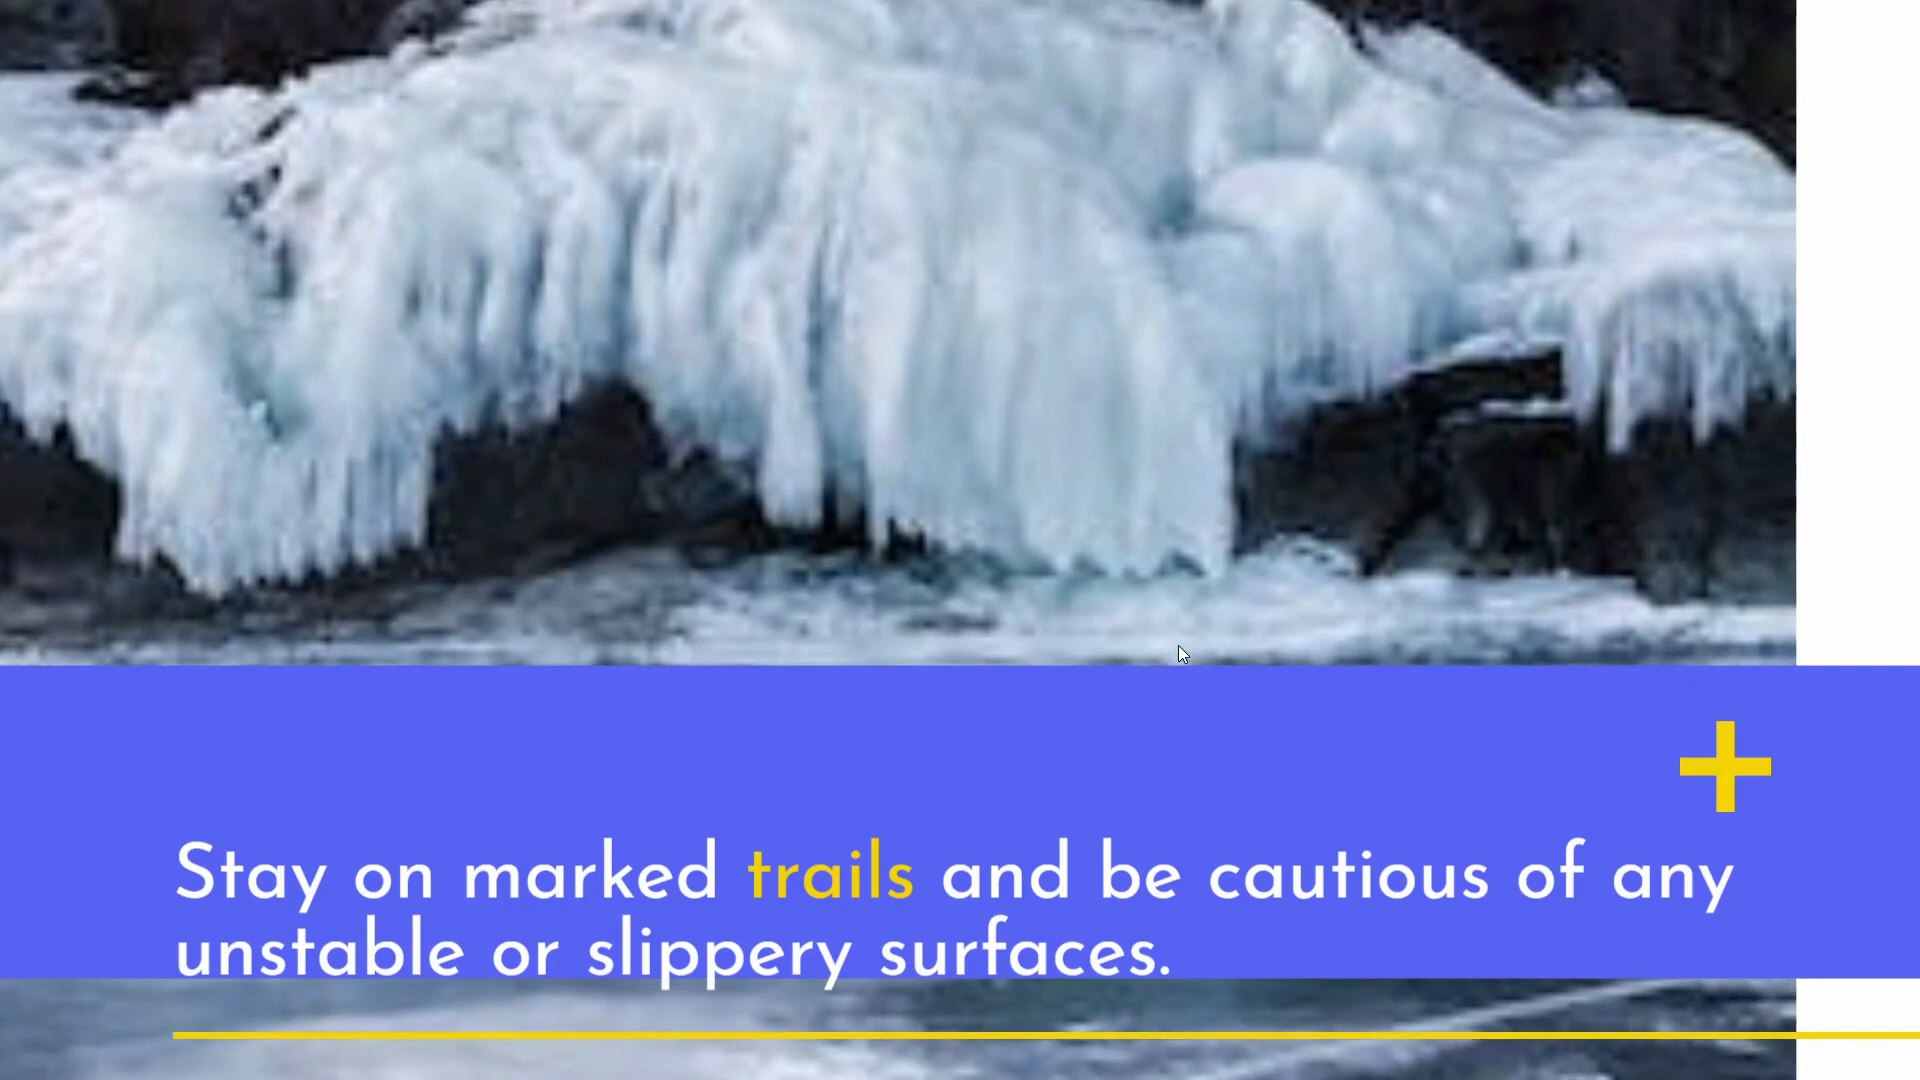 Stay on marked trails and be cautious of any
unstable or slippery surfaces.